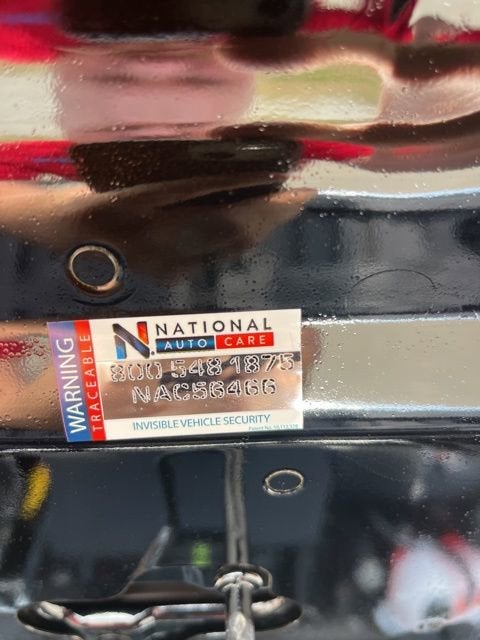 WARNING
TRACEABLE
N. NATIONAL
AUTO CARE
800 548 1875
NAC56466
INVISIBLE VEHICLE SECURITY